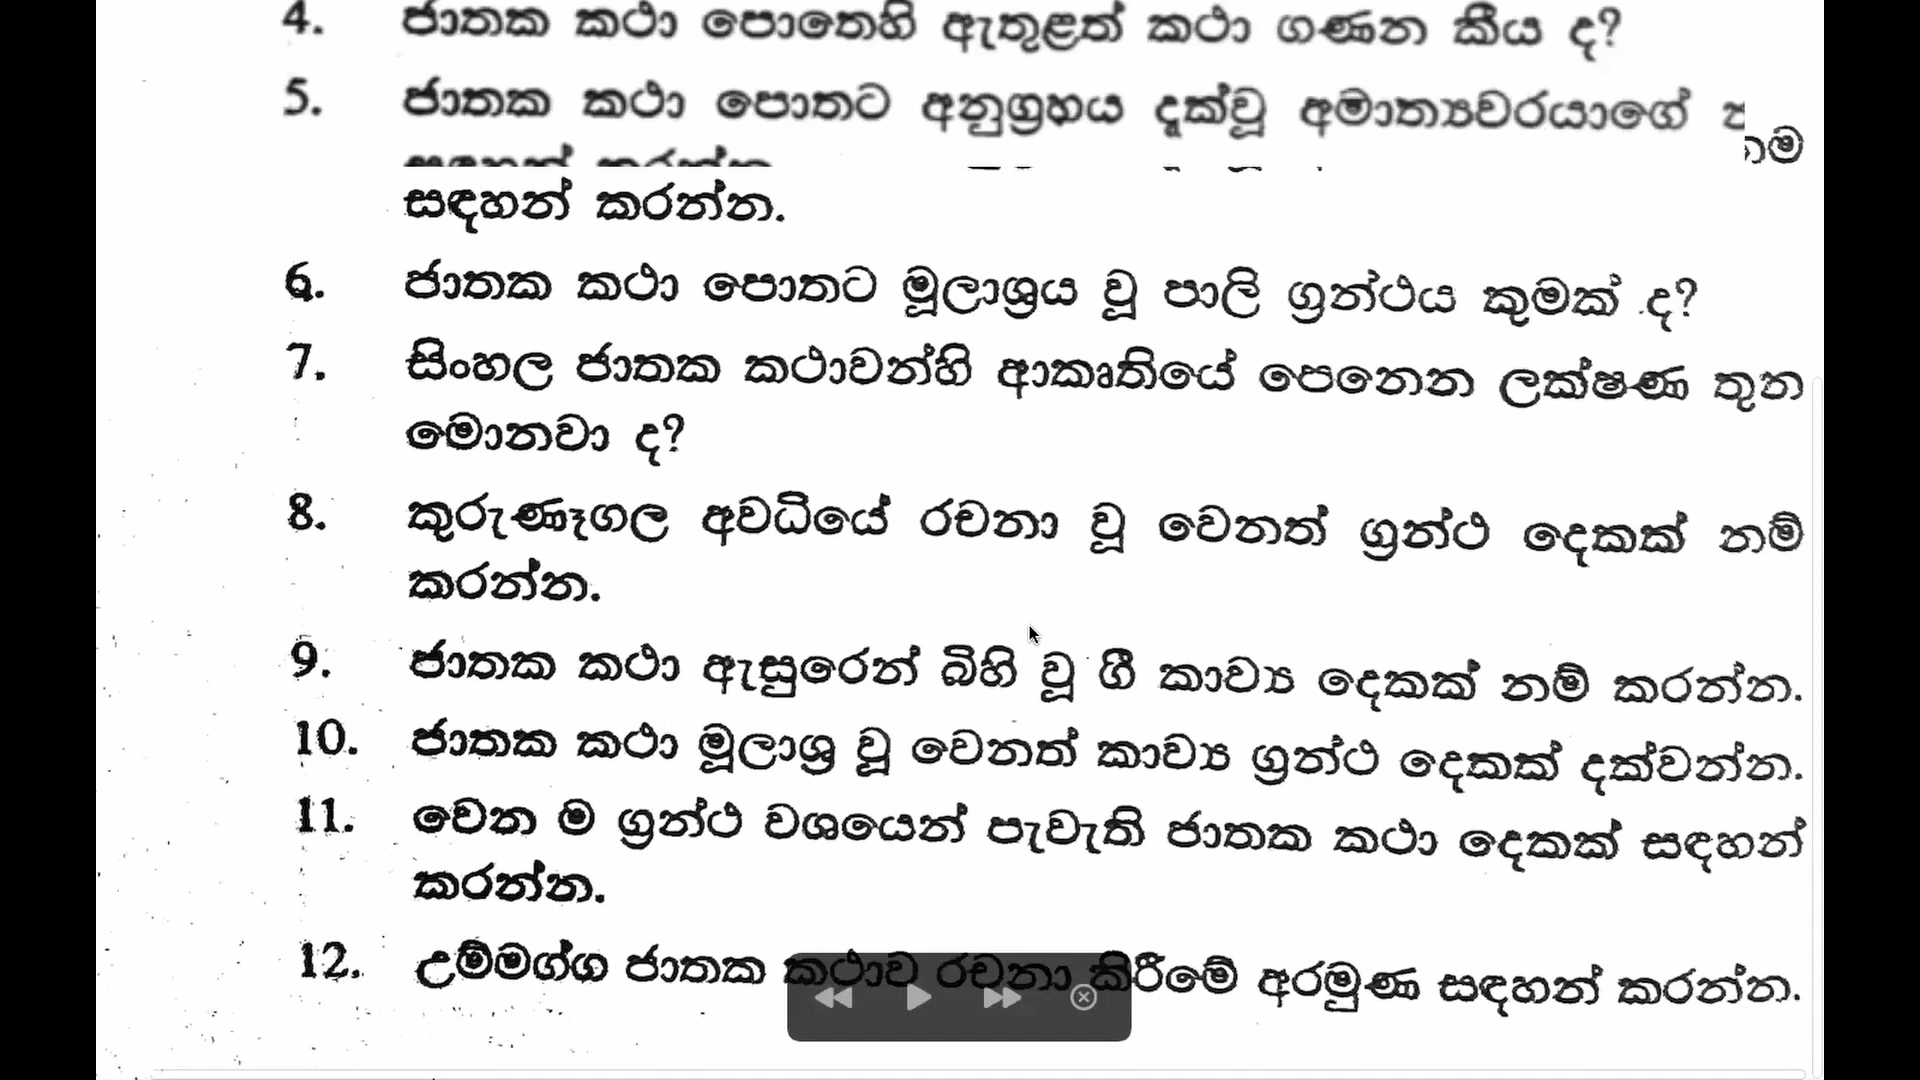 4. ජාතක කථා පොතෙහි ඇතුළත් කථා ගණන කීය ද?
5. ජාතක කථා පොතට අනුග්‍රහය දැක්වූ අමාත්‍යවරයාගේ නම
සඳහන් කරන්න.
6. ජාතක කථා පොතට මූලාශ්‍රය වූ පාලි ග්‍රන්ථය කුමක් ද?
7. සිංහල ජාතක කථාවන්හි ආකෘතියේ පෙනෙන ලක්ෂණ තුන
මොනවා ද?
8. කුරුණෑගල අවධියේ රචනා වූ වෙනත් ග්‍රන්ථ දෙකක් නම්
කරන්න.
9. ජාතක කථා ඇසුරෙන් බිහි වූ ගී කාව්‍ය දෙකක් නම් කරන්න.
10. ජාතක කථා මූලාශ්‍ර වූ වෙනත් කාව්‍ය ග්‍රන්ථ දෙකක් දක්වන්න.
11. වෙන ම ග්‍රන්ථ වශයෙන් පැවැති ජාතක කථා දෙකක් සඳහන්
කරන්න.
12. උම්මග්ග ජාතක කථාව රචනා කිරීමේ අරමුණ සඳහන් කරන්න.